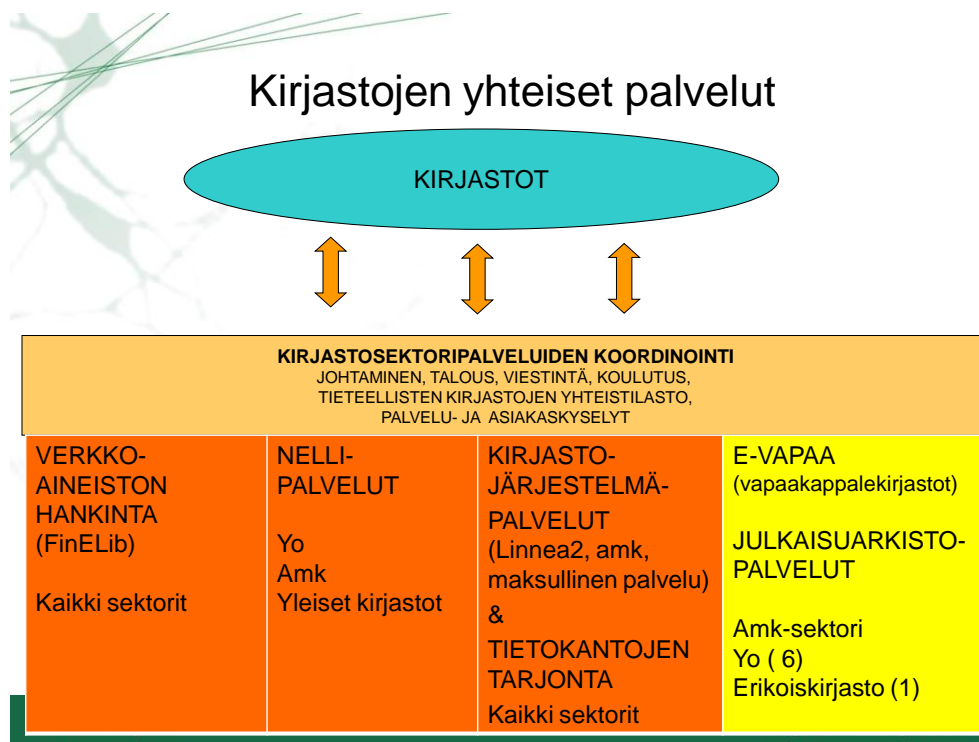 Kirjastojen yhteiset palvelut
KIRJASTOT
KIRJASTOSEKTORIPALVELUIDEN KOORDINOINTI
JOHTAMINEN, TALOUS, VIESTINTÄ, KOULUTUS,
TIETEELLISTEN KIRJASTOJEN YHTEISTILASTO,
PALVELU- JA ASIAKASKYSELYT
VERKKO-
AINEISTON
HANKINTA
(FinELib)
Kaikki sektorit
NELLI-
PALVELUT
Yo
Amk
Yleiset kirjastot
KIRJASTO-
JÄRJESTELMÄ-
PALVELUT
(Linnea2, amk,
maksullinen palvelu)
&
TIETOKANTOJEN
TARJONTA
Kaikki sektorit
E-VAPAA
(vapaakappalekirjastot)
JULKAISUARKISTO-
PALVELUT
Amk-sektori
Yo ( 6)
Erikoiskirjasto (1)